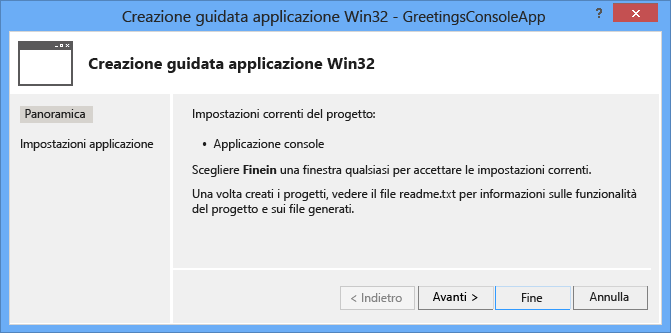 Creazione guidata applicazione Win32 - GreetingsConsoleApp
? ×
Creazione guidata applicazione Win32
Panoramica
Impostazioni applicazione
Impostazioni correnti del progetto:
• Applicazione console
Scegliere Finein una finestra qualsiasi per accettare le impostazioni correnti.
Una volta creati i progetti, vedere il file readme.txt per informazioni sulle funzionalità
del progetto e sui file generati.
< Indietro Avanti > Fine Annulla